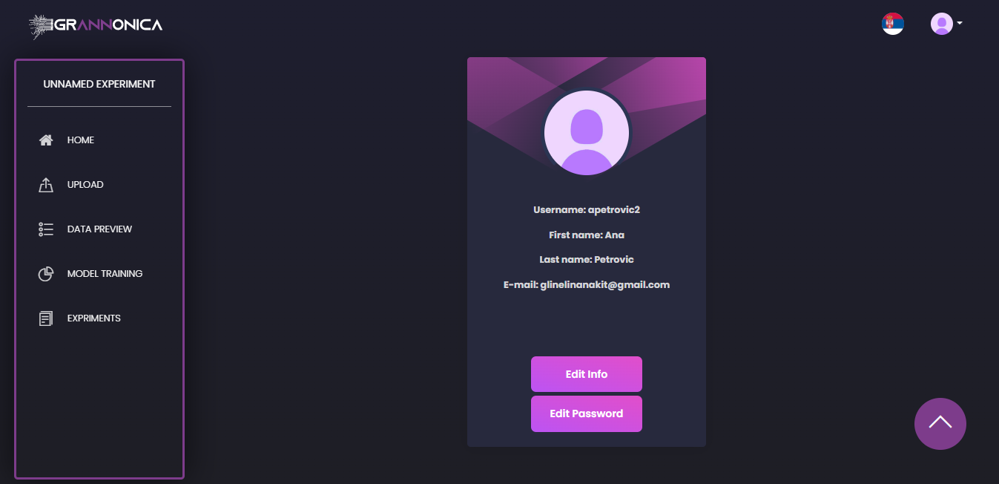 IGRANNONICA
UNNAMED EXPERIMENT
HOME
UPLOAD
DATA PREVIEW
MODEL TRAINING
EXPRIMENTS
Username: apetrovic2
First name: Ana
Last name: Petrovic
E-mail: glinelinanakit@gmail.com
Edit Info
Edit Password